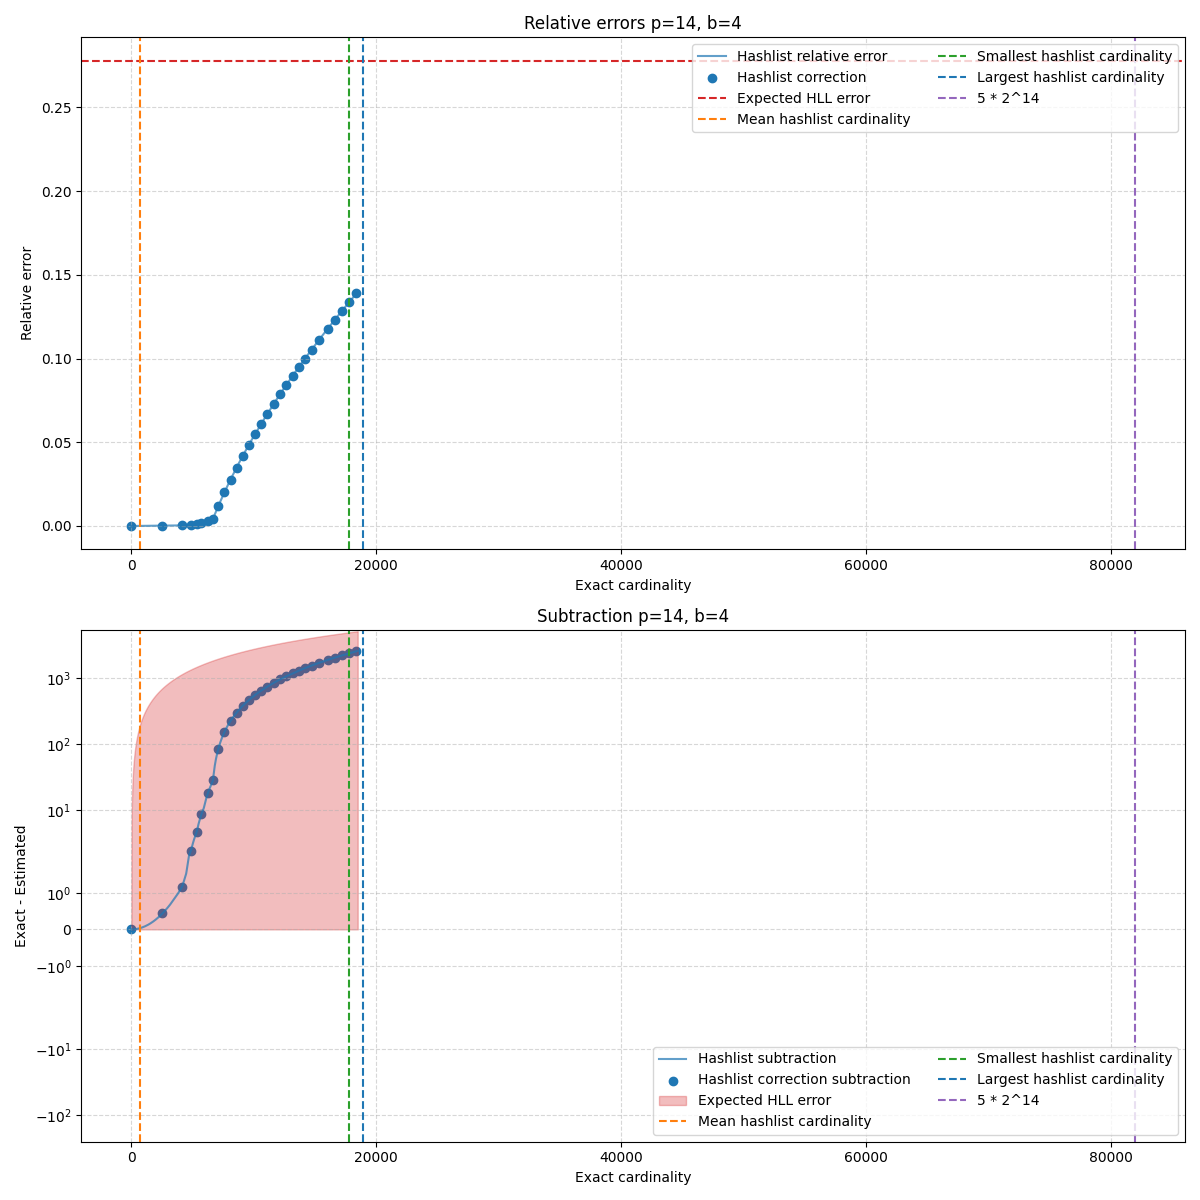 Relative errors p=14, b=4
Hashlist relative error
Hashlist correction
Expected HLL error
Mean hashlist cardinality
Smallest hashlist cardinality
Largest hashlist cardinality
5 * 2^14
0.25
0.20
0.15
0.10
0.05
0.00
Relative error
0
20000
40000
60000
80000
Exact cardinality
Subtraction p=14, b=4
10³
10²
10¹
10⁰
0
−10⁰
−10¹
−10²
Exact - Estimated
Hashlist subtraction
Hashlist correction subtraction
Expected HLL error
Mean hashlist cardinality
Smallest hashlist cardinality
Largest hashlist cardinality
5 * 2^14
0
20000
40000
60000
80000
Exact cardinality